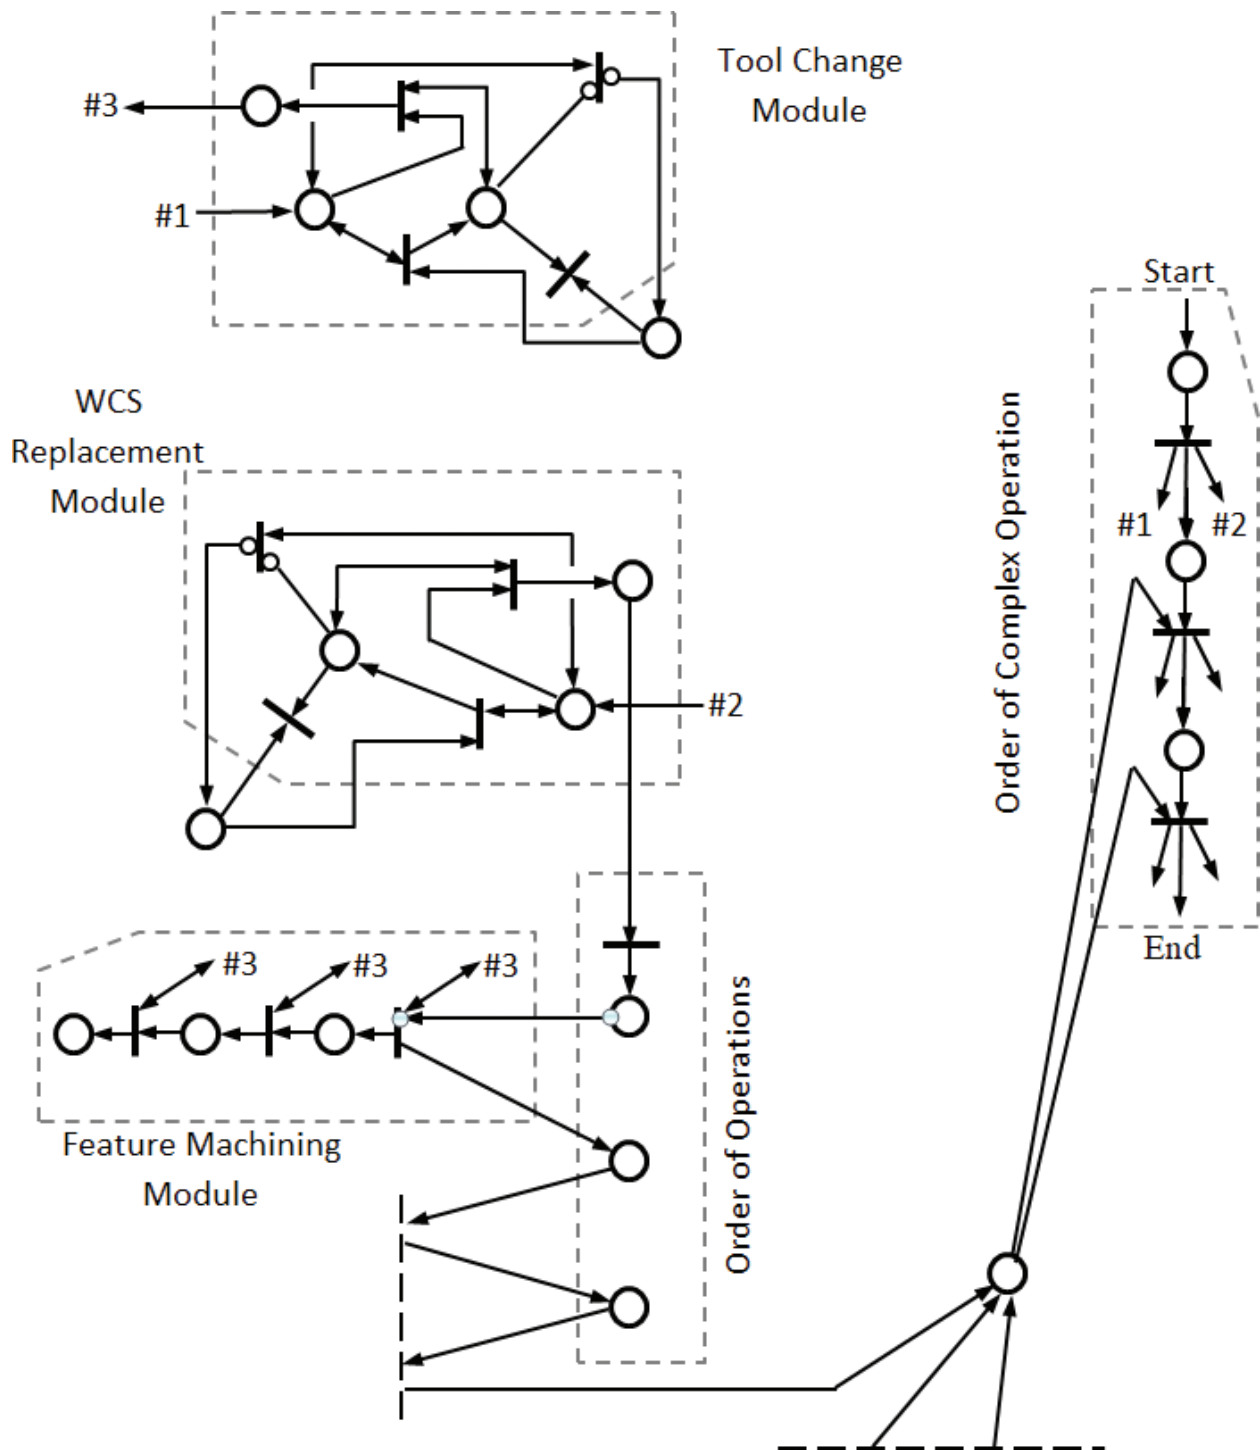 Tool Change
Module
#3
#1
Start
WCS
Replacement
Module
Order of Complex Operation
#1
#2
#2
End
#3
#3
#3
Order of Operations
Feature Machining
Module